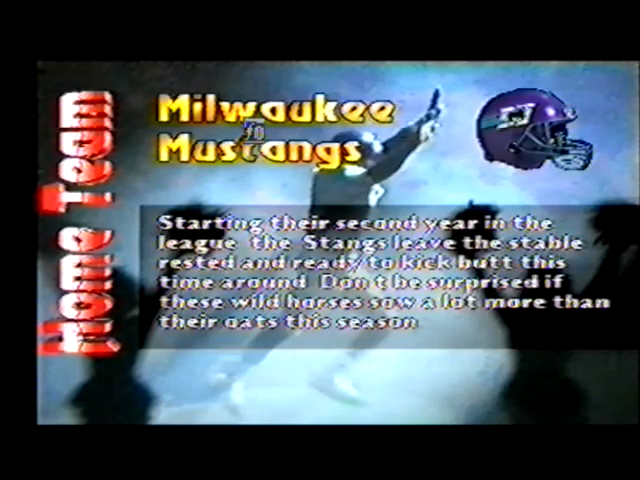 Home Team
Milwaukee
Mustangs
Starting their second year in the
league the Stangs leave the stable
rested and ready to kick butt this
time around Don't be surprised if
these wild horses sow a lot more than
their oats this season